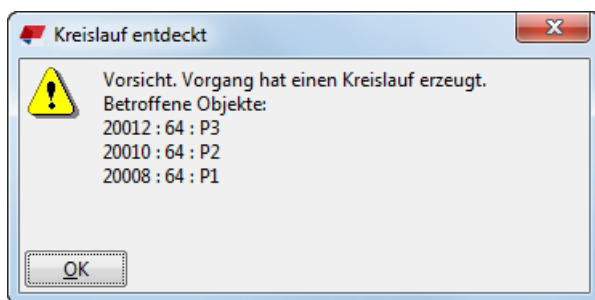 Kreislauf entdeckt
Vorsicht. Vorgang hat einen Kreislauf erzeugt.
Betroffene Objekte:
20012 : 64 : P3
20010 : 64 : P2
20008 : 64 : P1
OK